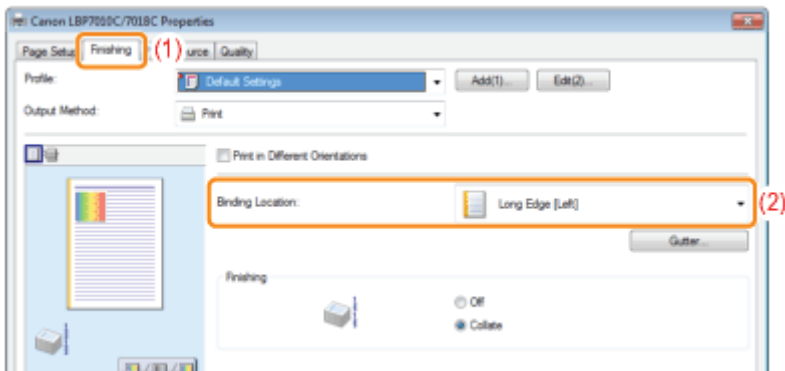 Canon LBP7010C/7018C Properties
Page Setup Finishing (1) urce Quality
Profile: Default Settings Add(1)... Edit(2)...
Output Method: Print
Print in Different Orientations
Binding Location: Long Edge [Left] (2)
Gutter...
Finishing
Off
Collate